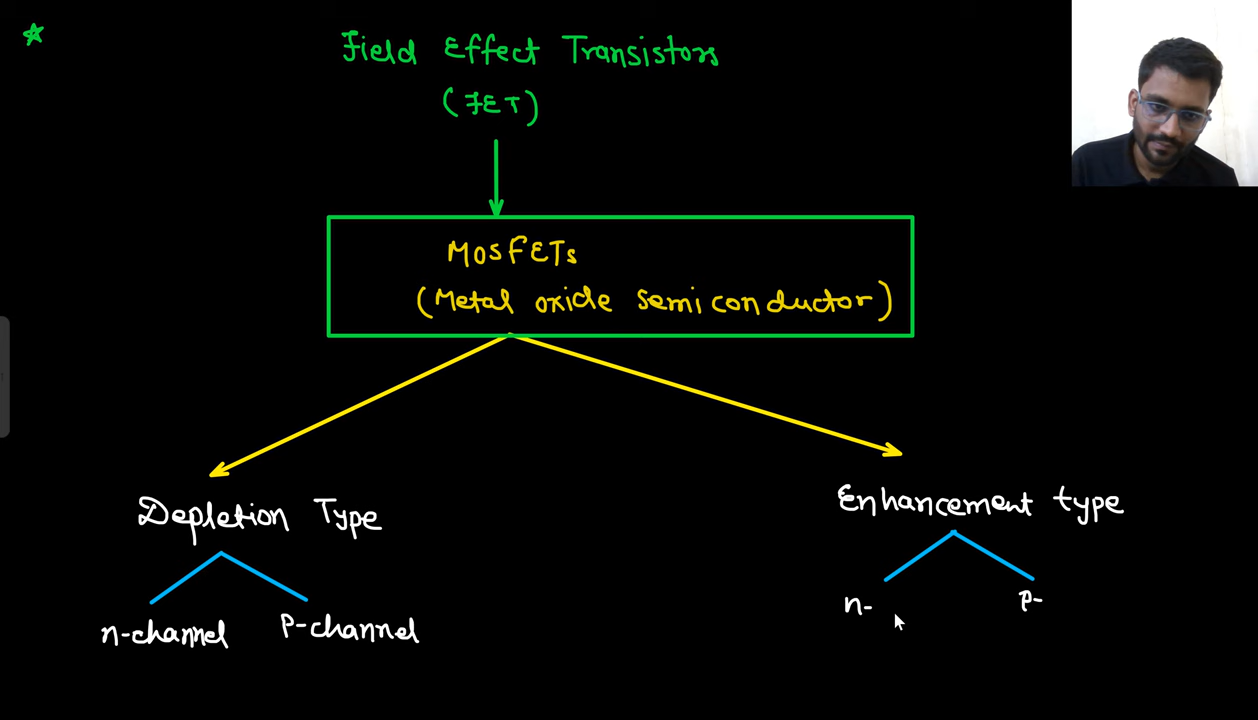 Field Effect Transistors
(FET)
MOSFETs
(Metal oxide semiconductor)
Depletion Type
Enhancement type
n-channel
P-channel
n-
P-